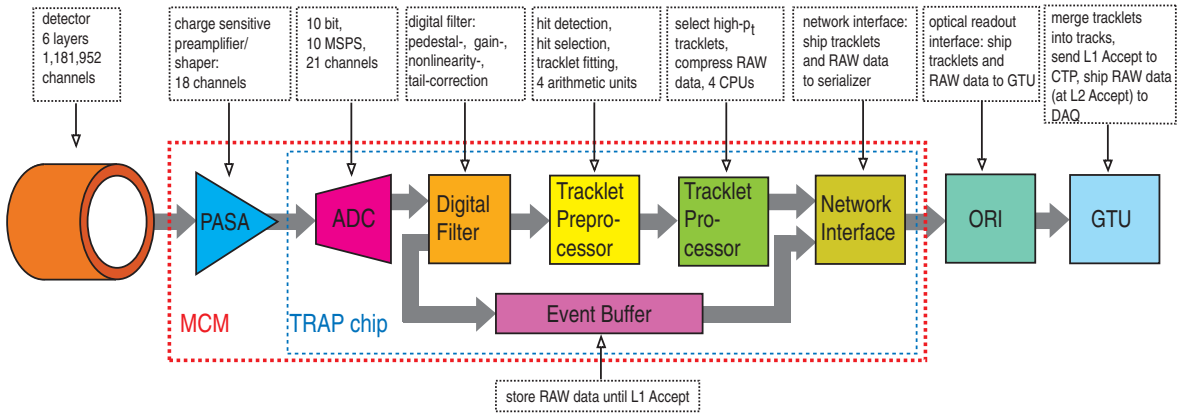 detector
6 layers
1,181,952
channels
charge sensitive
preamplifier/
shaper:
18 channels
10 bit,
10 MSPS,
21 channels
digital filter:
pedestal-, gain-,
nonlinearity-,
tail-correction
hit detection,
hit selection,
tracklet fitting,
4 arithmetic units
select high-pt
tracklets,
compress RAW
data, 4 CPUs
network interface:
ship tracklets
and RAW data
to serializer
optical readout
interface: ship
tracklets and
RAW data to GTU
merge tracklets
into tracks,
send L1 Accept to
CTP, ship RAW data
(at L2 Accept) to
DAQ
PASA
ADC
Digital
Filter
Tracklet
Prepro-
cessor
Tracklet
Pro-
cessor
Network
Interface
ORI
GTU
Event Buffer
MCM
TRAP chip
store RAW data until L1 Accept